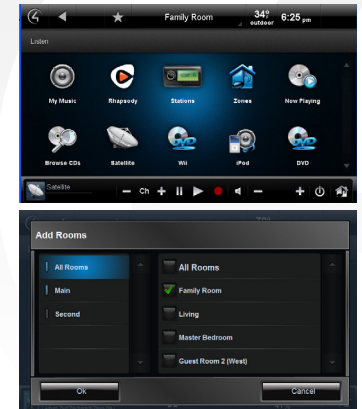 Family Room 34° outdoor 6:25 pm
Listen
My Music Rhapsody Stations Zones Now Playing
Browse CDs Satellite Wii iPod DVD
Satellite − Ch + − +
Add Rooms
All Rooms All Rooms
Main Family Room
Second Living
Master Bedroom
Guest Room 2 (West)
Ok Cancel